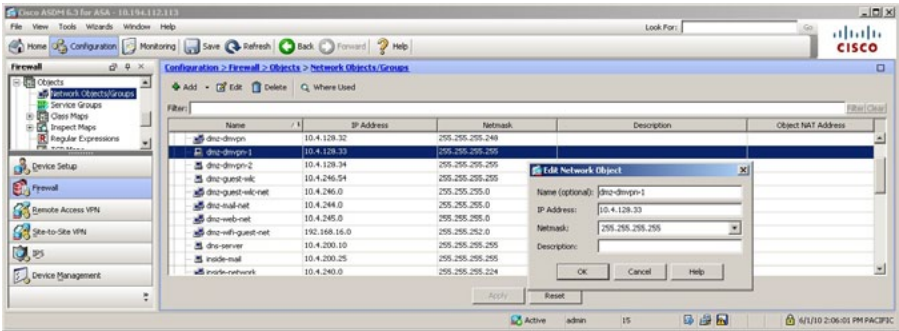 Cisco ASDM 6.3 for ASA - 10.194.112.113
File View Tools Wizards Window Help
Look For: Go
Home Configuration Monitoring Save Refresh Back Forward Help
CISCO
Firewall
Configuration > Firewall > Objects > Network Objects/Groups
Objects
Network Objects/Groups
Service Groups
Class Maps
Inspect Maps
Regular Expressions
Add Edit Delete Where Used
Filter: Filter Clear
Name IP Address Netmask Description Object NAT Address
dmz-dmvpn 10.4.128.32 255.255.255.248
dmz-dmvpn-1 10.4.128.33 255.255.255.255
dmz-dmvpn-2 10.4.128.34 255.255.255.255
dmz-guest-wlc 10.4.246.54 255.255.255.255
dmz-guest-wlc-net 10.4.246.0 255.255.255.0
dmz-mail-net 10.4.244.0 255.255.255.0
dmz-web-net 10.4.245.0 255.255.255.0
dmz-wifi-guest-net 192.168.16.0 255.255.252.0
dns-server 10.4.200.10 255.255.255.255
inside-mail 10.4.200.25 255.255.255.255
inside-network 10.4.240.0 255.255.255.224
Device Setup
Firewall
Remote Access VPN
Site-to-Site VPN
IPS
Device Management
Edit Network Object
Name (optional): dmz-dmvpn-1
IP Address: 10.4.128.33
Netmask: 255.255.255.255
Description:
OK Cancel Help
Apply Reset
Active admin 15 6/1/10 2:06:01 PM PACIFIC